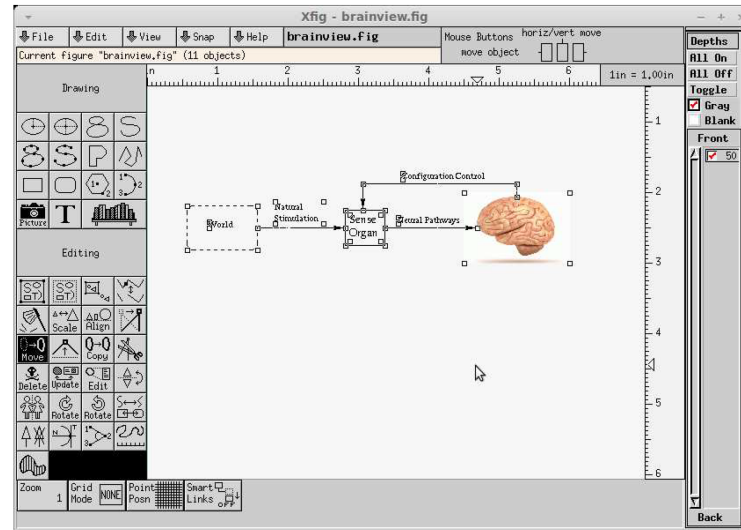 Xfig - brainview.fig
File Edit View Snap Help brainview.fig
Mouse Buttons horiz/vert move
move object
Current figure "brainview.fig" (11 objects)
Depths
All On
All Off
Toggle
Gray
Blank
Front
50
Back
in 1 2 3 4 5 6
1in = 1.00in
1
2
3
4
5
6
Drawing
Picture T
Editing
Scale Align
Move Copy
Delete Update Edit
Rotate Rotate
Zoom 1
Grid Mode NONE
Point Posn
Smart Links OFF
Configuration Control
World
Natural
Stimulation
Sense
Organ
Neural Pathways